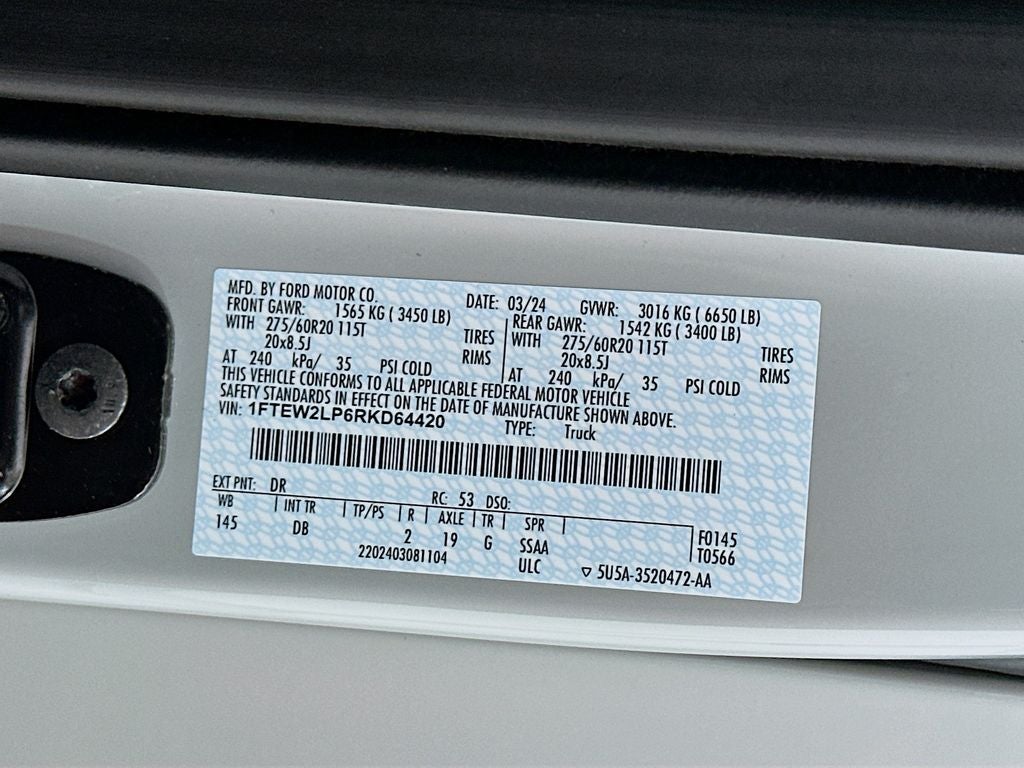 MFD. BY FORD MOTOR CO. DATE: 03/24 GVWR: 3016 KG ( 6650 LB)
FRONT GAWR: 1565 KG ( 3450 LB) REAR GAWR: 1542 KG ( 3400 LB)
WITH 275/60R20 115T TIRES WITH 275/60R20 115T TIRES
20x8.5J RIMS 20x8.5J RIMS
AT 240 kPa/ 35 PSI COLD AT 240 kPa/ 35 PSI COLD
THIS VEHICLE CONFORMS TO ALL APPLICABLE FEDERAL MOTOR VEHICLE
SAFETY STANDARDS IN EFFECT ON THE DATE OF MANUFACTURE SHOWN ABOVE.
VIN: 1FTEW2LP6RKD64420 TYPE: Truck
EXT PNT: DR RC: 53 DSO:
WB INT TR TP/PS R AXLE TR SPR F0145
145 DB 2 19 G SSAA T0566
2202403081104 ULC 5U5A-3520472-AA